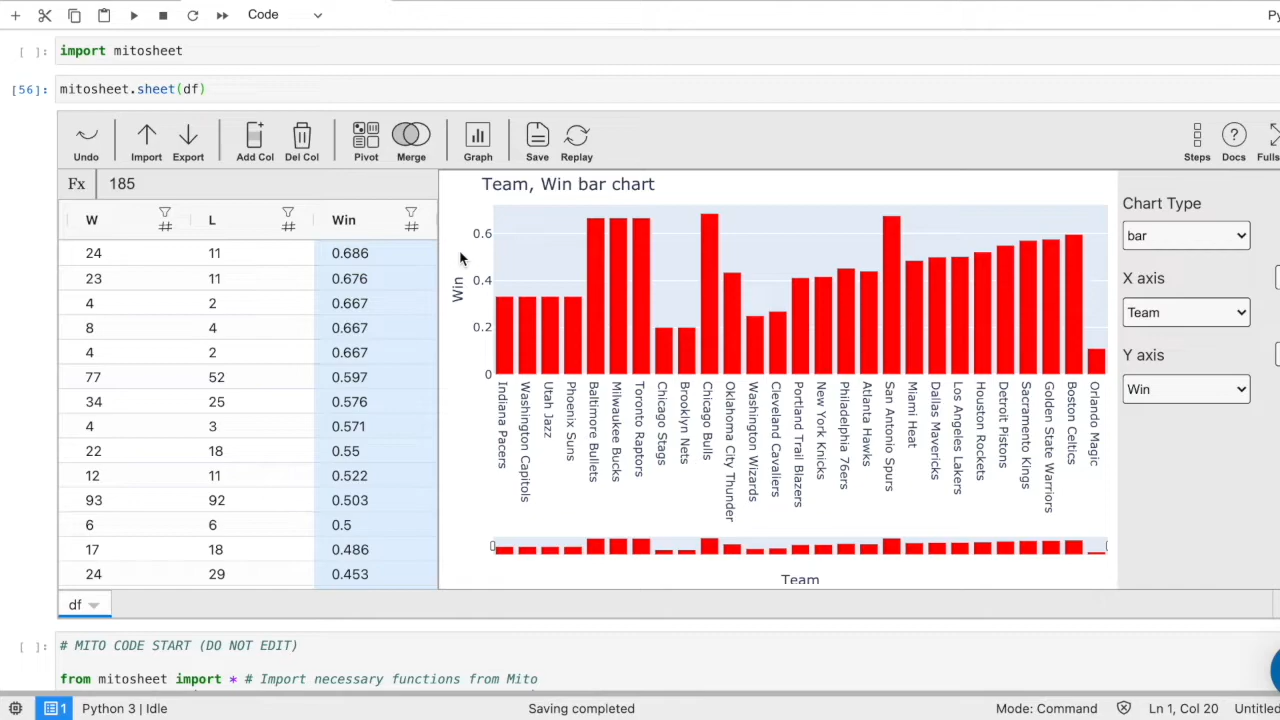 Code
Py
[ ]: import mitosheet
[56]: mitosheet.sheet(df)
Undo Import Export Add Col Del Col Pivot Merge Graph Save Replay Steps Docs Fulls
Fx 185
W L Win
24 11 0.686
23 11 0.676
4 2 0.667
8 4 0.667
4 2 0.667
77 52 0.597
34 25 0.576
4 3 0.571
22 18 0.55
12 11 0.522
93 92 0.503
6 6 0.5
17 18 0.486
24 29 0.453
Team, Win bar chart
Win
0.6
0.4
0.2
0
Indiana Pacers
Washington Capitols
Utah Jazz
Phoenix Suns
Baltimore Bullets
Milwaukee Bucks
Toronto Raptors
Chicago Stags
Brooklyn Nets
Chicago Bulls
Oklahoma City Thunder
Washington Wizards
Cleveland Cavaliers
Portland Trail Blazers
New York Knicks
Philadelphia 76ers
Atlanta Hawks
San Antonio Spurs
Miami Heat
Dallas Mavericks
Los Angeles Lakers
Houston Rockets
Detroit Pistons
Sacramento Kings
Golden State Warriors
Boston Celtics
Orlando Magic
Team
Chart Type
bar
X axis
Team
Y axis
Win
df
[ ]: # MITO CODE START (DO NOT EDIT)
from mitosheet import * # Import necessary functions from Mito
1 Python 3 | Idle Saving completed Mode: Command Ln 1, Col 20 Untitled